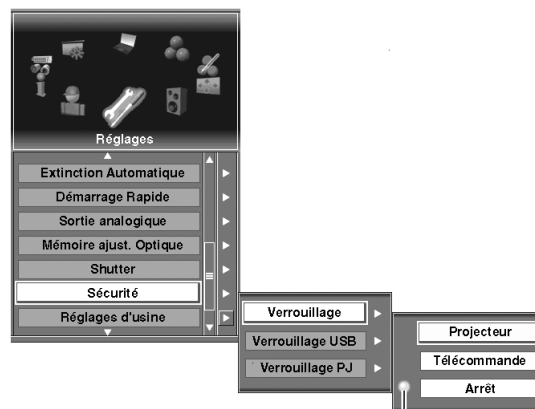 Réglages
Extinction Automatique
Démarrage Rapide
Sortie analogique
Mémoire ajust. Optique
Shutter
Sécurité
Réglages d'usine
Verrouillage
Verrouillage USB
Verrouillage PJ
Projecteur
Télécommande
Arrêt